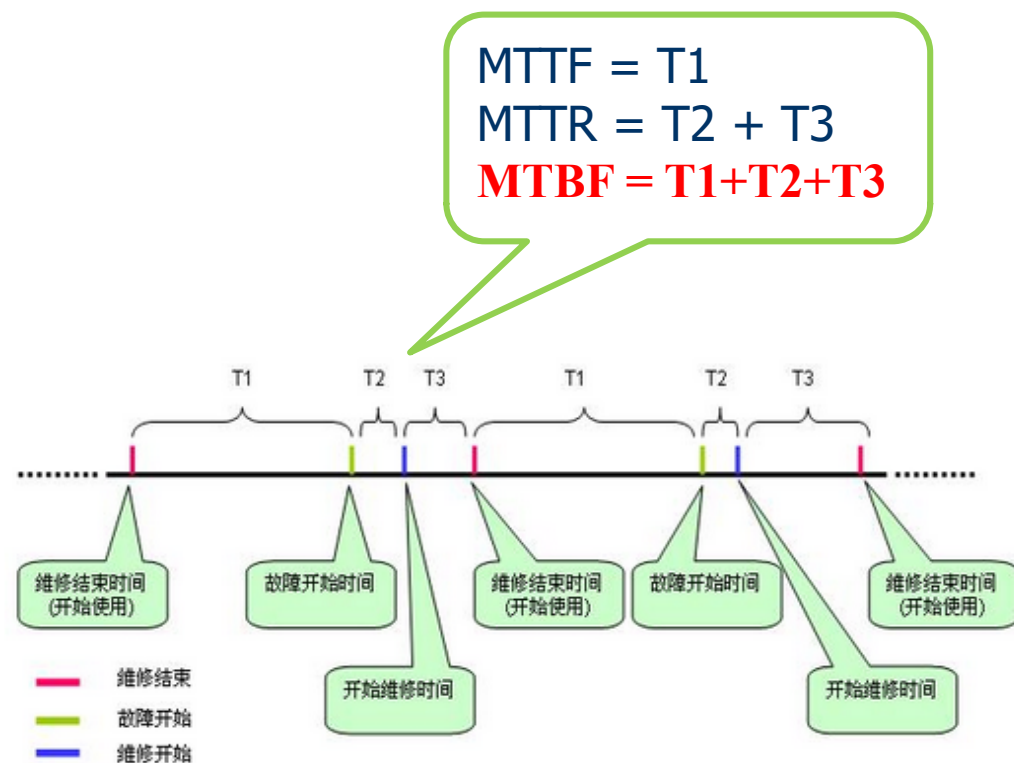 MTTF = T1
MTTR = T2 + T3
MTBF = T1+T2+T3
T1
T2
T3
T1
T2
T3
维修结束时间
(开始使用)
故障开始时间
维修结束时间
(开始使用)
故障开始时间
维修结束时间
(开始使用)
开始维修时间
开始维修时间
维修结束
故障开始
维修开始